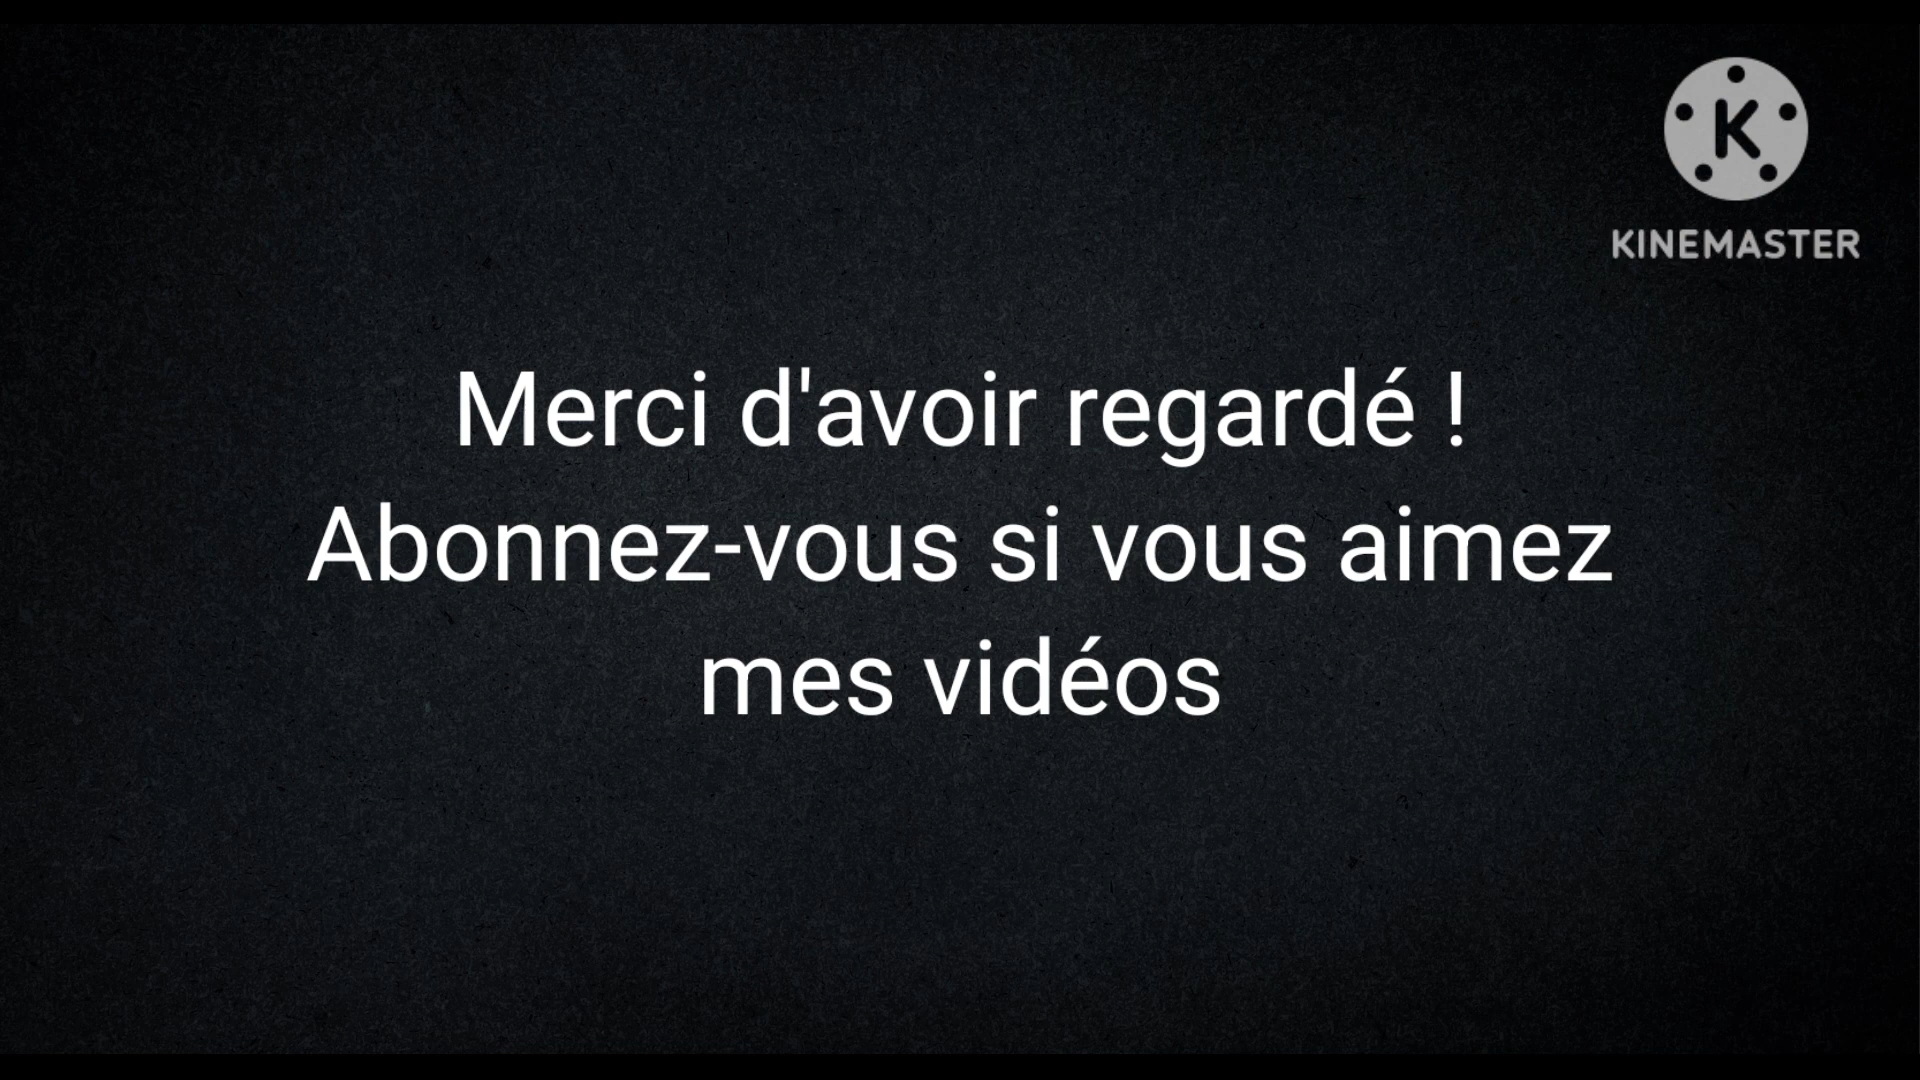 K
KINEMASTER
Merci d'avoir regardé !
Abonnez-vous si vous aimez
mes vidéos